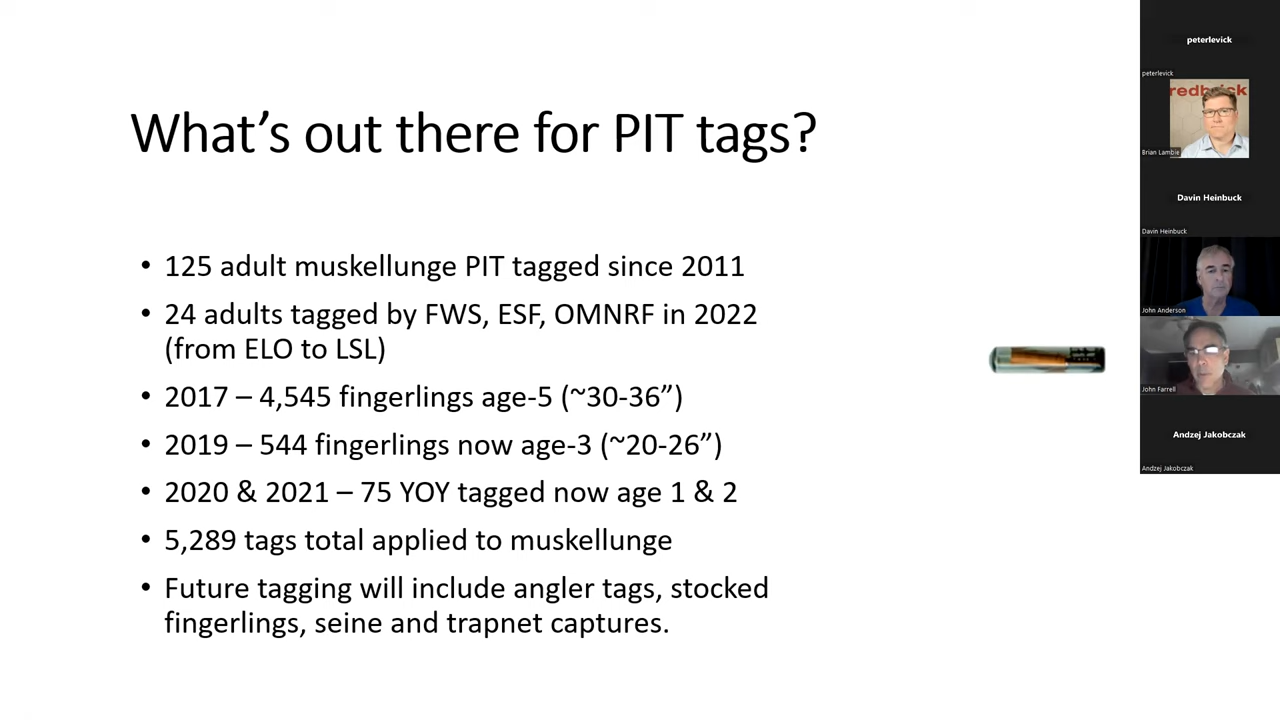 What's out there for PIT tags?
• 125 adult muskellunge PIT tagged since 2011
• 24 adults tagged by FWS, ESF, OMNRF in 2022
(from ELO to LSL)
• 2017 – 4,545 fingerlings age-5 (~30-36”)
• 2019 – 544 fingerlings now age-3 (~20-26”)
• 2020 & 2021 – 75 YOY tagged now age 1 & 2
• 5,289 tags total applied to muskellunge
• Future tagging will include angler tags, stocked
fingerlings, seine and trapnet captures.
peterlevick
peterlevick
redbrick
Brian Lambie
Davin Heinbuck
Davin Heinbuck
John Anderson
John Farrell
Andzej Jakobczak
Andzej Jakobczak